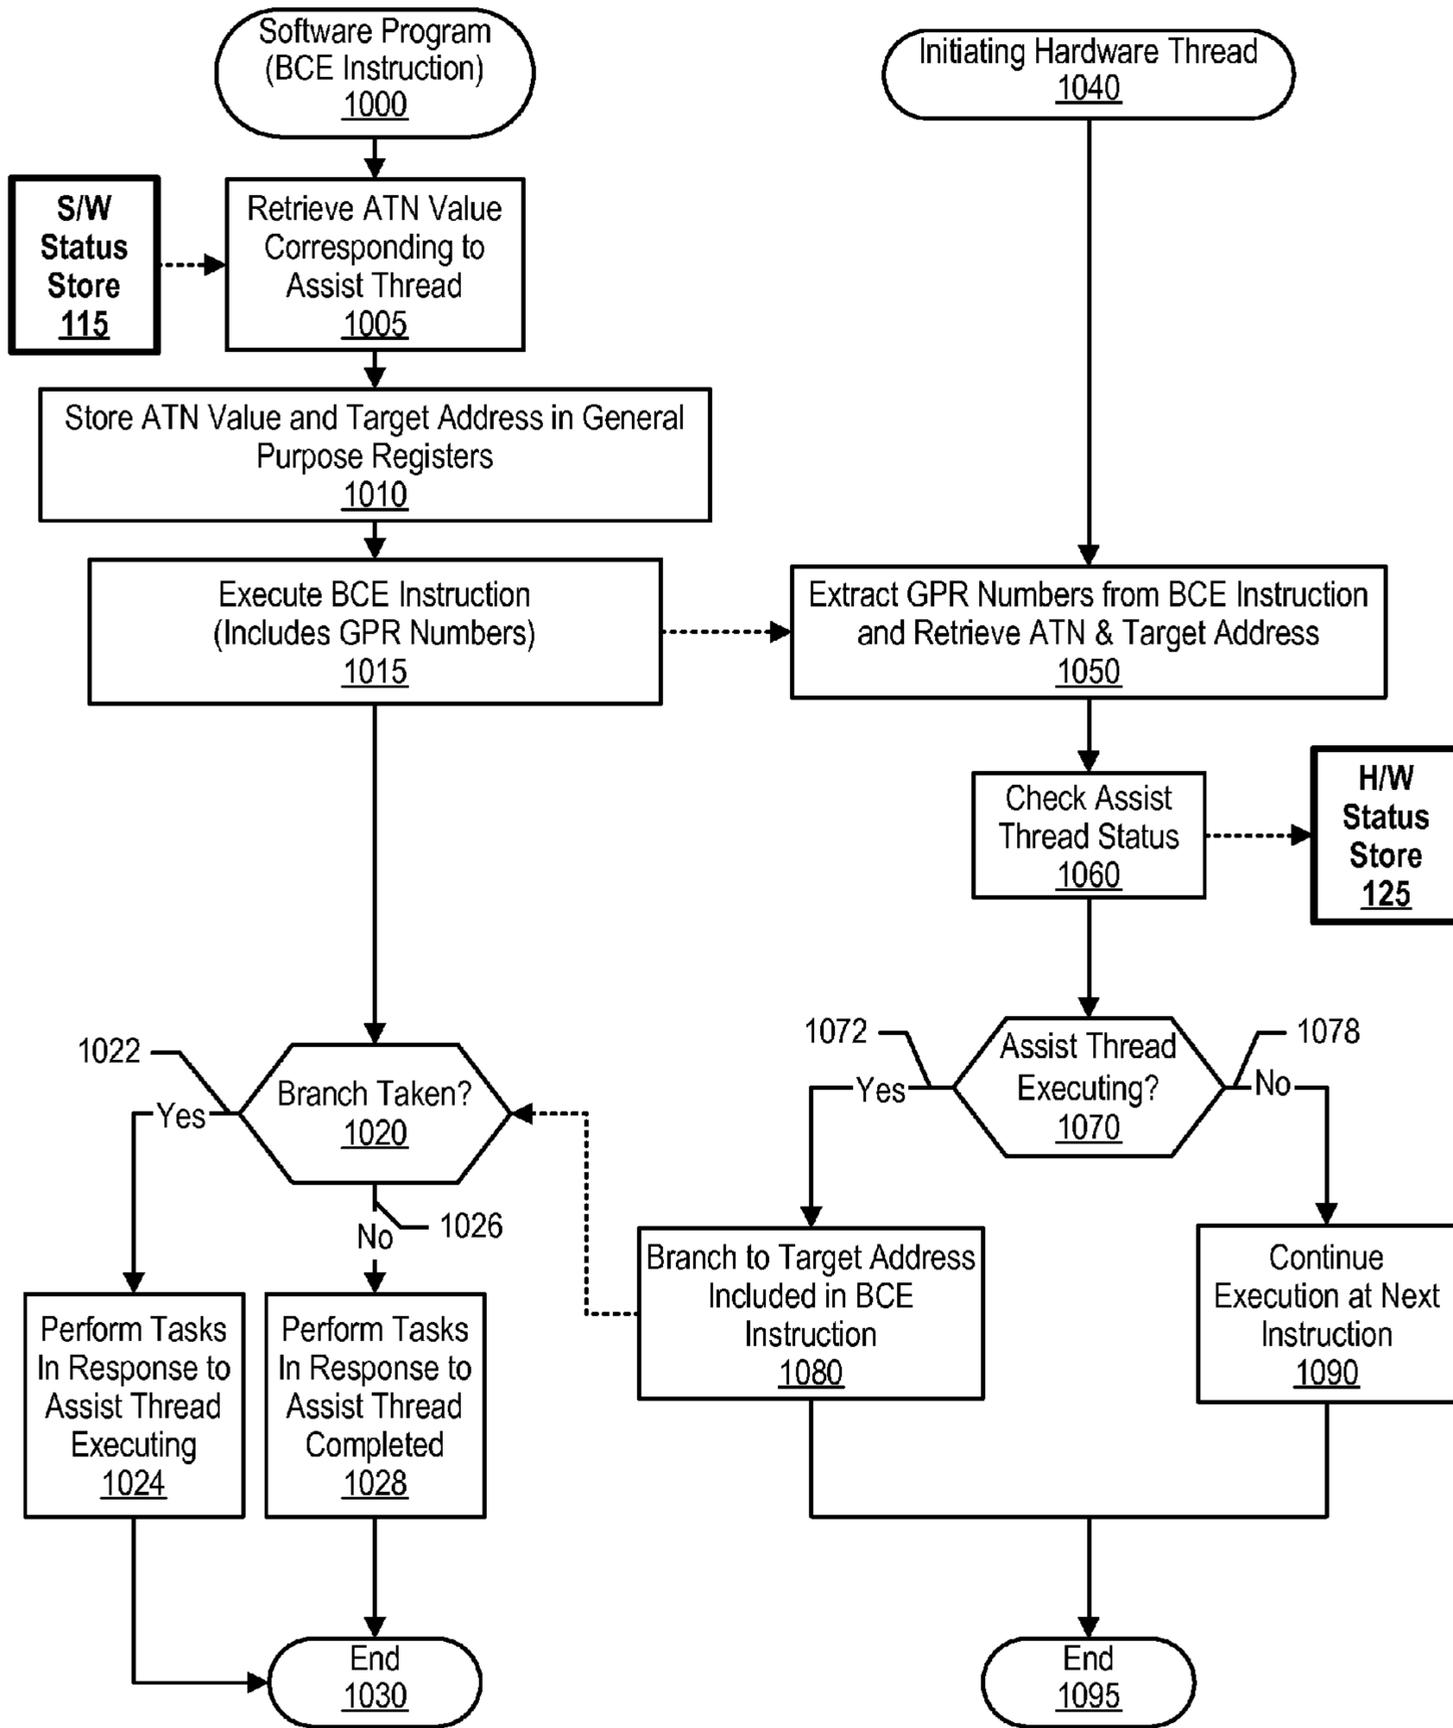 Software Program
(BCE Instruction)
1000
Initiating Hardware Thread
1040
S/W
Status
Store
115
Retrieve ATN Value
Corresponding to
Assist Thread
1005
Store ATN Value and Target Address in General
Purpose Registers
1010
Execute BCE Instruction
(Includes GPR Numbers)
1015
Extract GPR Numbers from BCE Instruction
and Retrieve ATN & Target Address
1050
Check Assist
Thread Status
1060
H/W
Status
Store
125
1022
Yes
Branch Taken?
1020
No
1026
1072
Yes
Assist Thread
Executing?
1070
1078
No
Perform Tasks
In Response to
Assist Thread
Executing
1024
Perform Tasks
In Response to
Assist Thread
Completed
1028
Branch to Target Address
Included in BCE
Instruction
1080
Continue
Execution at Next
Instruction
1090
End
1030
End
1095